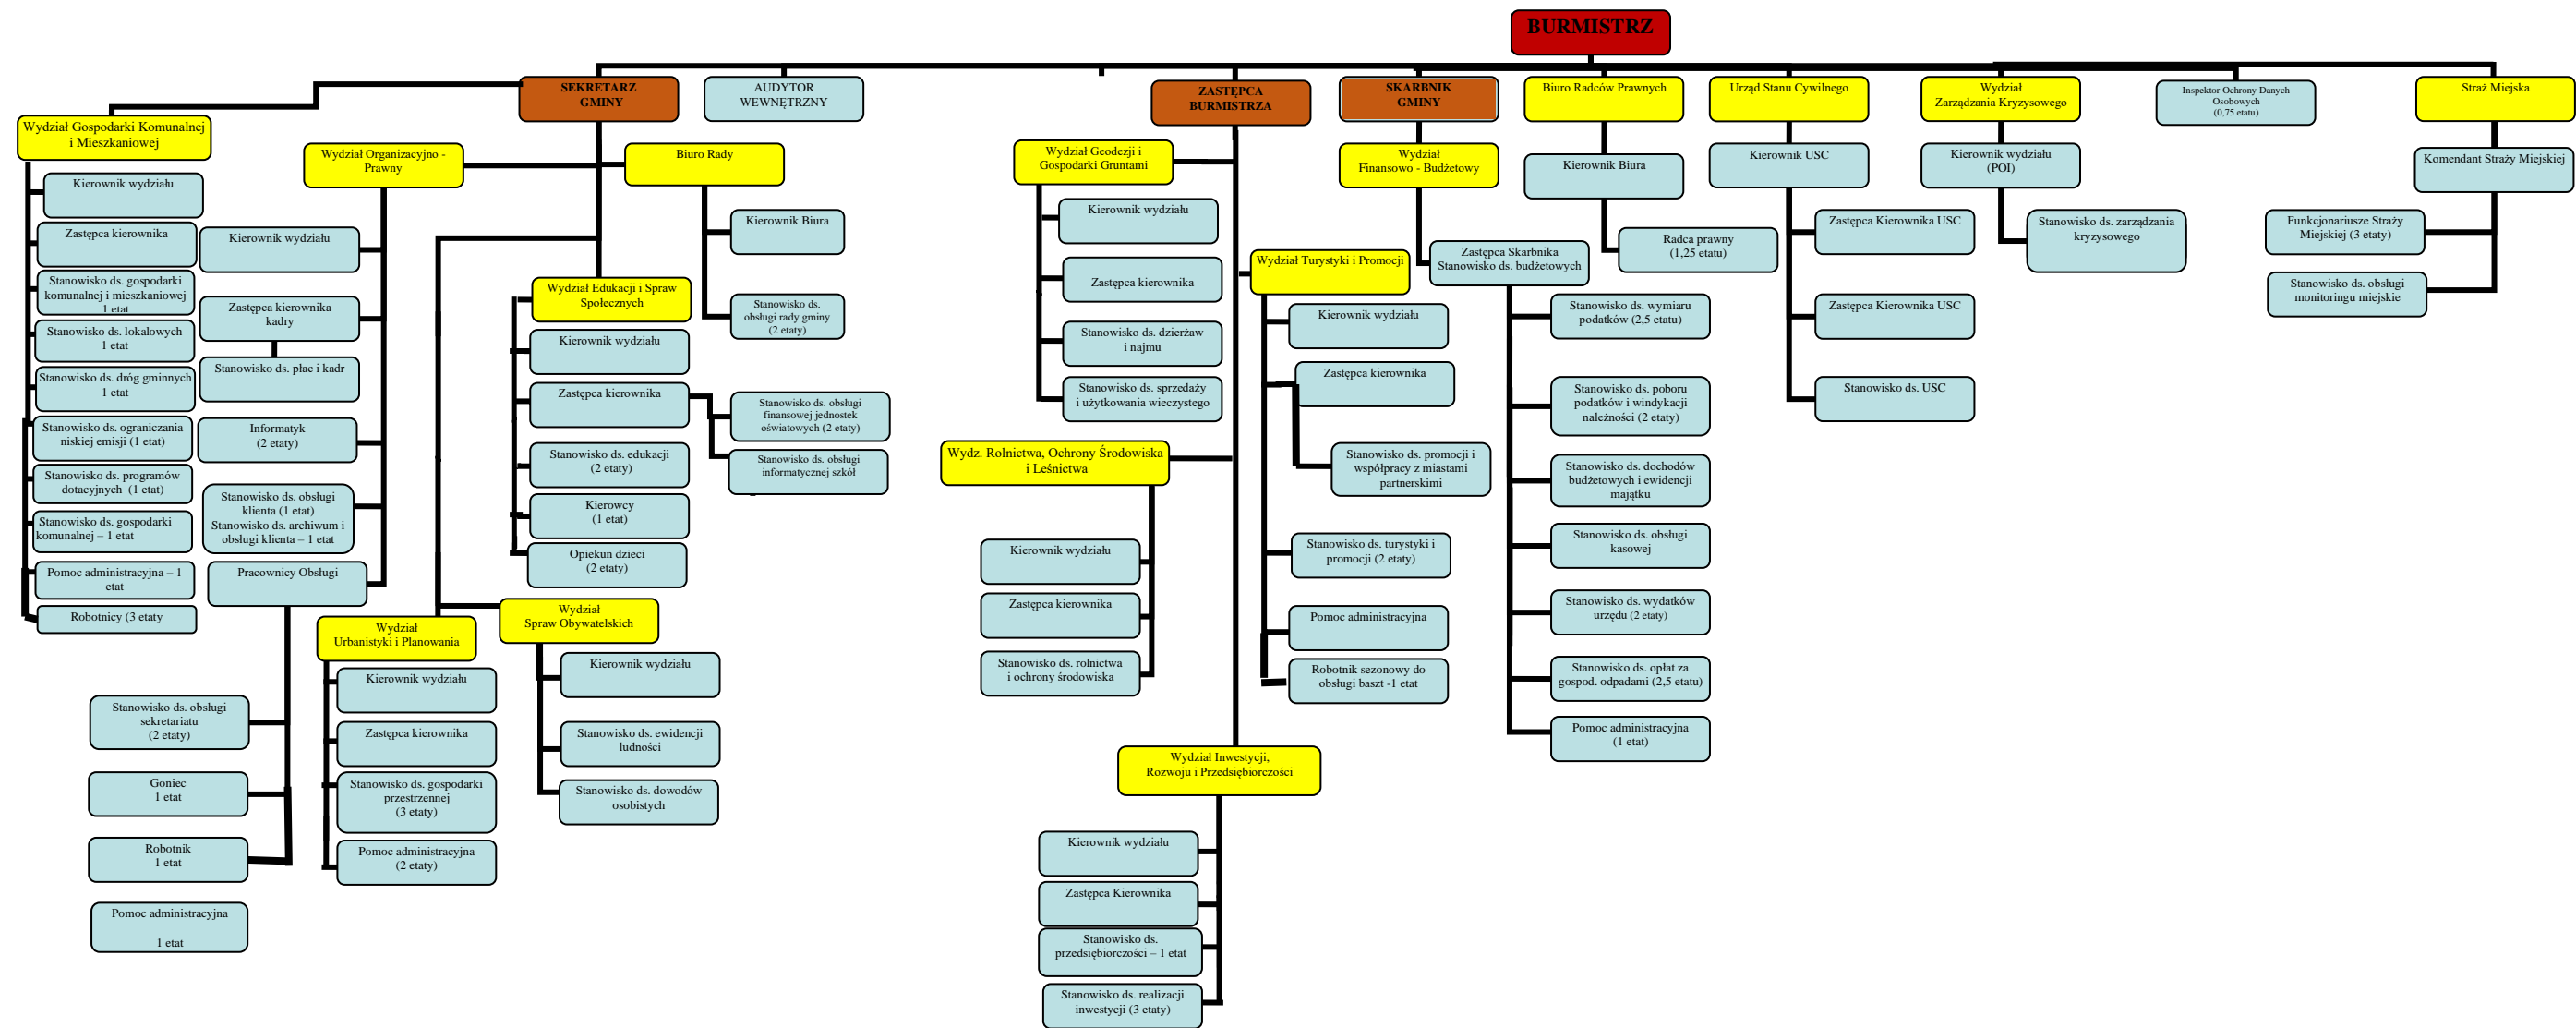 BURMISTRZ
SEKRETARZ
GMINY
AUDYTOR
WEWNĘTRZNY
ZASTĘPCA
BURMISTRZA
SKARBNIK
GMINY
Biuro Radców Prawnych
Urząd Stanu Cywilnego
Wydział
Zarządzania Kryzysowego
Inspektor Ochrony Danych
Osobowych
(0,75 etatu)
Straż Miejska
Wydział Gospodarki Komunalnej
i Mieszkaniowej
Kierownik wydziału
Zastępca kierownika
Stanowisko ds. gospodarki
komunalnej i mieszkaniowej
1 etat
Stanowisko ds. lokalowych
1 etat
Stanowisko ds. dróg gminnych
1 etat
Stanowisko ds. ograniczania
niskiej emisji (1 etat)
Stanowisko ds. programów
dotacyjnych (1 etat)
Stanowisko ds. gospodarki
komunalnej – 1 etat
Pomoc administracyjna – 1
etat
Robotnicy (3 etaty
Wydział Organizacyjno -
Prawny
Kierownik wydziału
Zastępca kierownika
kadry
Stanowisko ds. płac i kadr
Informatyk
(2 etaty)
Stanowisko ds. obsługi
klienta (1 etat)
Stanowisko ds. archiwum i
obsługi klienta – 1 etat
Pracownicy Obsługi
Stanowisko ds. obsługi
sekretariatu
(2 etaty)
Goniec
1 etat
Robotnik
1 etat
Pomoc administracyjna
1 etat
Biuro Rady
Kierownik Biura
Stanowisko ds.
obsługi rady gminy
(2 etaty)
Wydział Edukacji i Spraw
Społecznych
Kierownik wydziału
Zastępca kierownika
Stanowisko ds. obsługi
finansowej jednostek
oświatowych (2 etaty)
Stanowisko ds. obsługi
informatycznej szkół
Stanowisko ds. edukacji
(2 etaty)
Kierowcy
(1 etat)
Opiekun dzieci
(2 etaty)
Wydział
Urbanistyki i Planowania
Kierownik wydziału
Zastępca kierownika
Stanowisko ds. gospodarki
przestrzennej
(3 etaty)
Pomoc administracyjna
(2 etaty)
Wydział
Spraw Obywatelskich
Kierownik wydziału
Stanowisko ds. ewidencji
ludności
Stanowisko ds. dowodów
osobistych
Wydział Geodezji i
Gospodarki Gruntami
Kierownik wydziału
Zastępca kierownika
Stanowisko ds. dzierżaw
i najmu
Stanowisko ds. sprzedaży
i użytkowania wieczystego
Wydz. Rolnictwa, Ochrony Środowiska
i Leśnictwa
Kierownik wydziału
Zastępca kierownika
Stanowisko ds. rolnictwa
i ochrony środowiska
Wydział Turystyki i Promocji
Kierownik wydziału
Zastępca kierownika
Stanowisko ds. promocji i
współpracy z miastami
partnerskimi
Stanowisko ds. turystyki i
promocji (2 etaty)
Pomoc administracyjna
Robotnik sezonowy do
obsługi baszt -1 etat
Wydział Inwestycji,
Rozwoju i Przedsiębiorczości
Kierownik wydziału
Zastępca Kierownika
Stanowisko ds.
przedsiębiorczości – 1 etat
Stanowisko ds. realizacji
inwestycji (3 etaty)
Wydział
Finansowo - Budżetowy
Zastępca Skarbnika
Stanowisko ds. budżetowych
Stanowisko ds. wymiaru
podatków (2,5 etatu)
Stanowisko ds. poboru
podatków i windykacji
należności (2 etaty)
Stanowisko ds. dochodów
budżetowych i ewidencji
majątku
Stanowisko ds. obsługi
kasowej
Stanowisko ds. wydatków
urzędu (2 etaty)
Stanowisko ds. opłat za
gospod. odpadami (2,5 etatu)
Pomoc administracyjna
(1 etat)
Kierownik Biura
Radca prawny
(1,25 etatu)
Kierownik USC
Zastępca Kierownika USC
Zastępca Kierownika USC
Stanowisko ds. USC
Kierownik wydziału
(POI)
Stanowisko ds. zarządzania
kryzysowego
Komendant Straży Miejskiej
Funkcjonariusze Straży
Miejskiej (3 etaty)
Stanowisko ds. obsługi
monitoringu miejskie